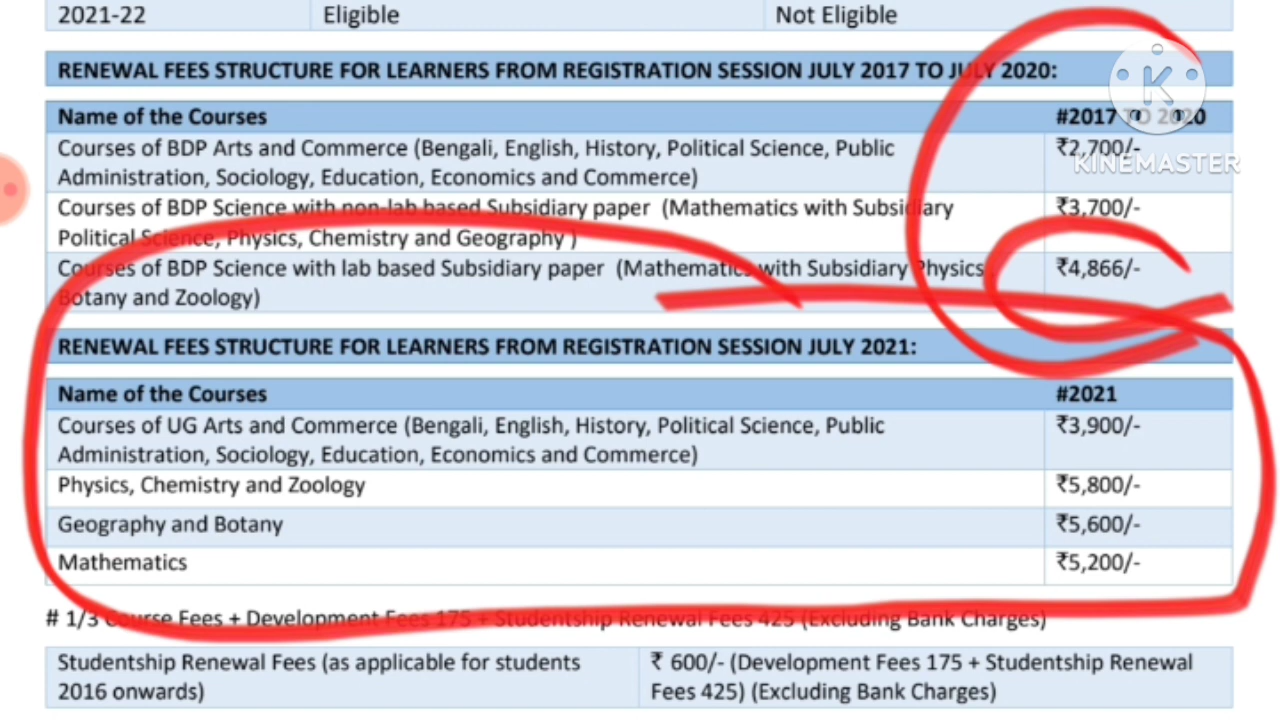 2021-22 Eligible Not Eligible
RENEWAL FEES STRUCTURE FOR LEARNERS FROM REGISTRATION SESSION JULY 2017 TO JULY 2020:
Name of the Courses #2017 TO 2020
Courses of BDP Arts and Commerce (Bengali, English, History, Political Science, Public ₹2,700/-
Administration, Sociology, Education, Economics and Commerce)
KINEMASTER
Courses of BDP Science with non-lab based Subsidiary paper (Mathematics with Subsidiary ₹3,700/-
Political Science, Physics, Chemistry and Geography )
Courses of BDP Science with lab based Subsidiary paper (Mathematics with Subsidiary Physics ₹4,866/-
Botany and Zoology)
RENEWAL FEES STRUCTURE FOR LEARNERS FROM REGISTRATION SESSION JULY 2021:
Name of the Courses #2021
Courses of UG Arts and Commerce (Bengali, English, History, Political Science, Public ₹3,900/-
Administration, Sociology, Education, Economics and Commerce)
Physics, Chemistry and Zoology ₹5,800/-
Geography and Botany ₹5,600/-
Mathematics ₹5,200/-
# 1/3 Course Fees + Development Fees 175 + Studentship Renewal Fees 425 (Excluding Bank Charges)
Studentship Renewal Fees (as applicable for students ₹ 600/- (Development Fees 175 + Studentship Renewal
2016 onwards) Fees 425) (Excluding Bank Charges)